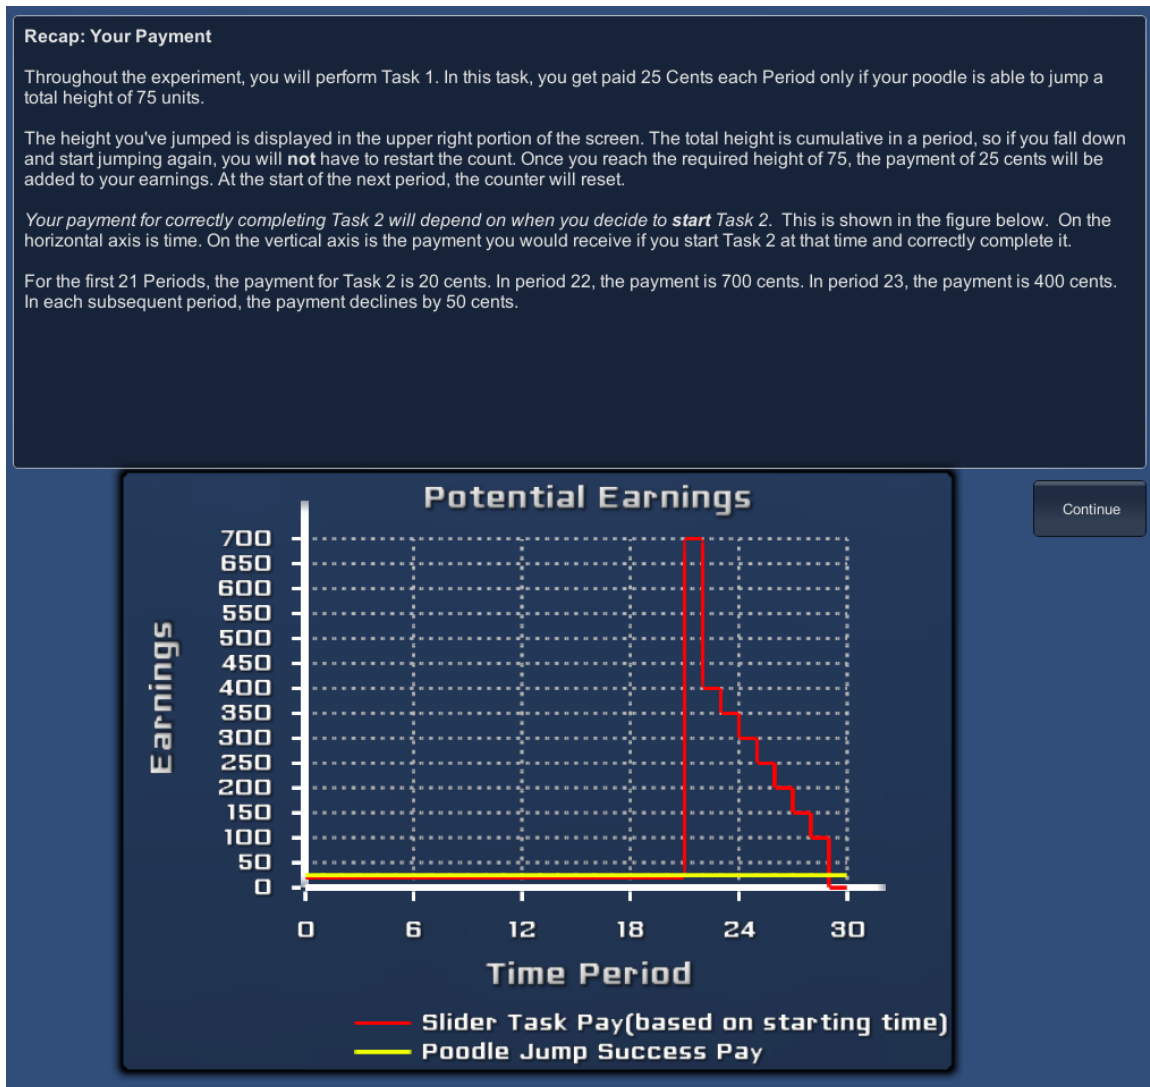 Recap: Your Payment
Throughout the experiment, you will perform Task 1. In this task, you get paid 25 Cents each Period only if your poodle is able to jump a
total height of 75 units.
The height you've jumped is displayed in the upper right portion of the screen. The total height is cumulative in a period, so if you fall down
and start jumping again, you will not have to restart the count. Once you reach the required height of 75, the payment of 25 cents will be
added to your earnings. At the start of the next period, the counter will reset.
Your payment for correctly completing Task 2 will depend on when you decide to start Task 2.  This is shown in the figure below.  On the
horizontal axis is time. On the vertical axis is the payment you would receive if you start Task 2 at that time and correctly complete it.
For the first 21 Periods, the payment for Task 2 is 20 cents. In period 22, the payment is 700 cents. In period 23, the payment is 400 cents.
In each subsequent period, the payment declines by 50 cents.
Continue
Potential Earnings
Earnings
700
650
600
550
500
450
400
350
300
250
200
150
100
50
0
0 6 12 18 24 30
Time Period
Slider Task Pay(based on starting time)
Poodle Jump Success Pay